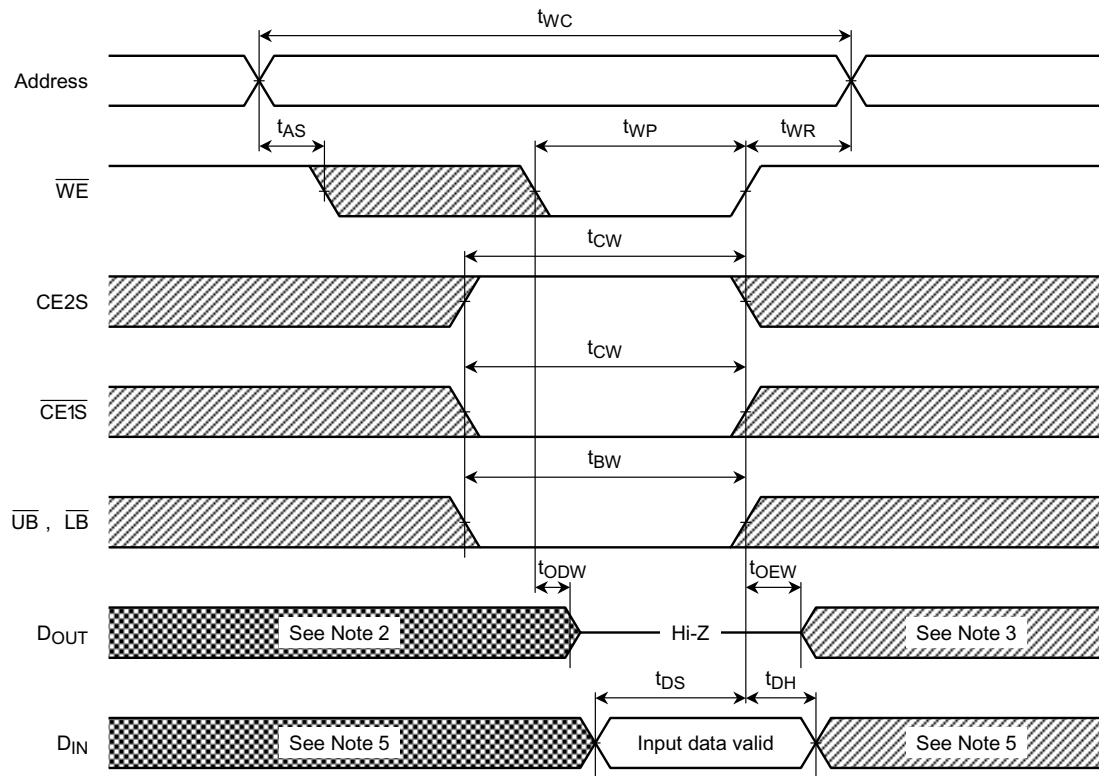 tWC
Address
tAS
tWP
tWR
WE
tCW
CE2S
tCW
CE1S
tBW
UB , LB
tODW
tOEW
DOUT
See Note 2
Hi-Z
See Note 3
tDS
tDH
DIN
See Note 5
Input data valid
See Note 5